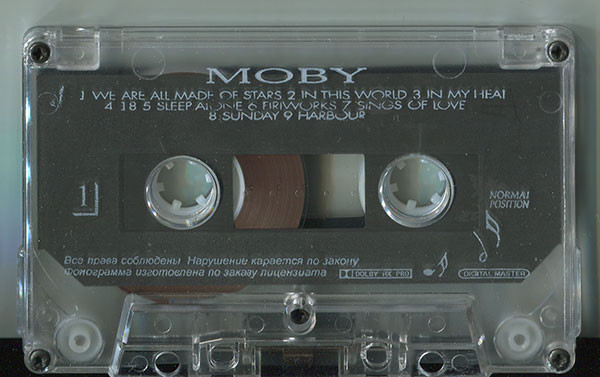 MOBY
1 WE ARE ALL MADE OF STARS 2 IN THIS WORLD 3 IN MY HEAT
4 18 5 SLEEP ALONE 6 FIRIWORKS 7 SINGS OF LOVE
8 SUNDAY 9 HARBOUR
1
NORMAL
POSITION
Все права соблюдены Нарушение карается по закону
Фонограмма изготовлена по заказу лицензиата
DOLBY HX PRO
DIGITAL MASTER